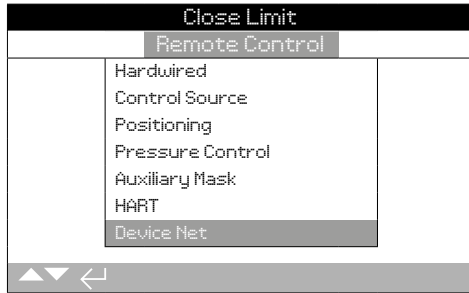 Close Limit
Remote Control
Hardwired
Control Source
Positioning
Pressure Control
Auxiliary Mask
HART
Device Net